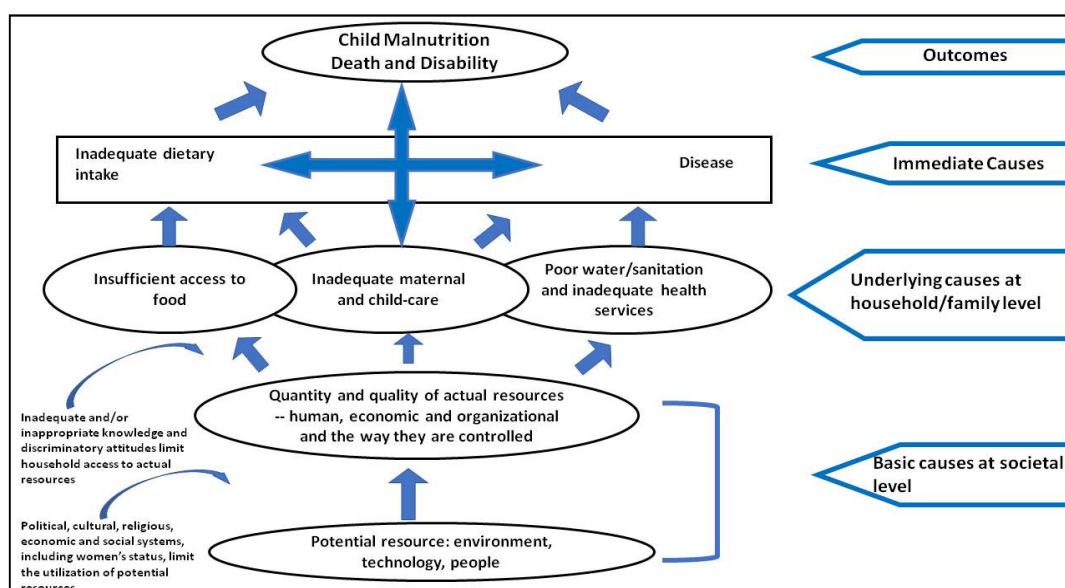 Child Malnutrition
Death and Disability
Outcomes
Inadequate dietary
intake
Disease
Immediate Causes
Insufficient access to
food
Inadequate maternal
and child-care
Poor water/sanitation
and inadequate health
services
Underlying causes at
household/family level
Quantity and quality of actual resources
-- human, economic and organizational
and the way they are controlled
Inadequate and/or
inappropriate knowledge and
discriminatory attitudes limit
household access to actual
resources
Basic causes at societal
level
Political, cultural, religious,
economic and social systems,
including women's status, limit
the utilization of potential
resources
Potential resource: environment,
technology, people